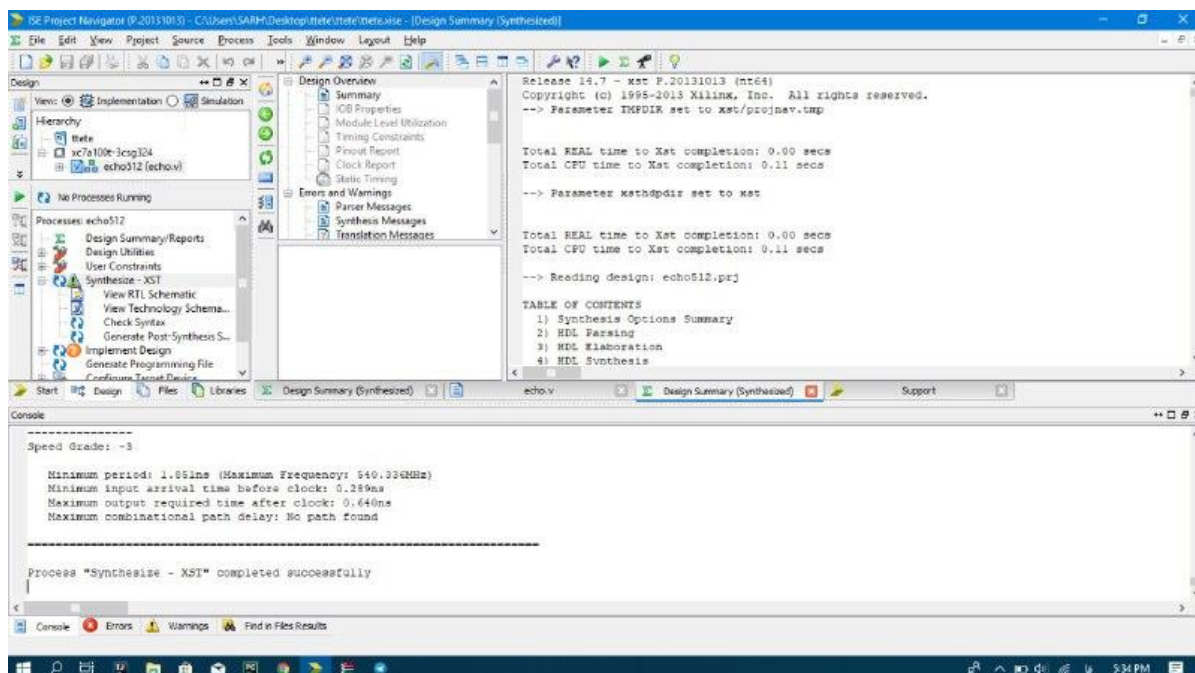 ISE Project Navigator (P.20131013) - C:\Users\SARH\Desktop\ttete\ttete\ttete.xise - [Design Summary (Synthesized)]
File Edit View Project Source Process Tools Window Layout Help
Design
View: Implementation Simulation
Hierarchy
ttete
xc7a100t-3csg324
echo512 (echo.v)
No Processes Running
Processes: echo512
Design Summary/Reports
Design Utilities
User Constraints
Synthesize - XST
View RTL Schematic
View Technology Schema...
Check Syntax
Generate Post-Synthesis S...
Implement Design
Generate Programming File
Configure Target Device
Start Design Files Libraries
Design Overview
Summary
IOB Properties
Module Level Utilization
Timing Constraints
Pinout Report
Clock Report
Static Timing
Errors and Warnings
Parser Messages
Synthesis Messages
Translation Messages
Release 14.7 - xst P.20131013 (nt64)
Copyright (c) 1995-2013 Xilinx, Inc. All rights reserved.
--> Parameter TMPDIR set to xst/projnav.tmp
Total REAL time to Xst completion: 0.00 secs
Total CPU time to Xst completion: 0.11 secs
--> Parameter xsthdpdir set to xst
Total REAL time to Xst completion: 0.00 secs
Total CPU time to Xst completion: 0.11 secs
--> Reading design: echo512.prj
TABLE OF CONTENTS
1) Synthesis Options Summary
2) HDL Parsing
3) HDL Elaboration
4) HDL Synthesis
Design Summary (Synthesized) echo.v Design Summary (Synthesized) Support
Console
---------------
Speed Grade: -3
Minimum period: 1.851ns (Maximum Frequency: 540.336MHz)
Minimum input arrival time before clock: 0.289ns
Maximum output required time after clock: 0.640ns
Maximum combinational path delay: No path found
=========================================================================
Process "Synthesize - XST" completed successfully
Console Errors Warnings Find in Files Results
5:34 PM